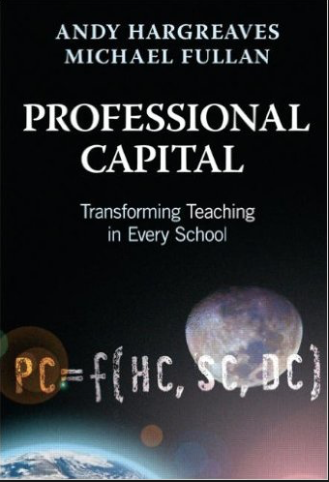 ANDY HARGREAVES
MICHAEL FULLAN
PROFESSIONAL
CAPITAL
Transforming Teaching
in Every School
PC=f(HC, SC, DC)